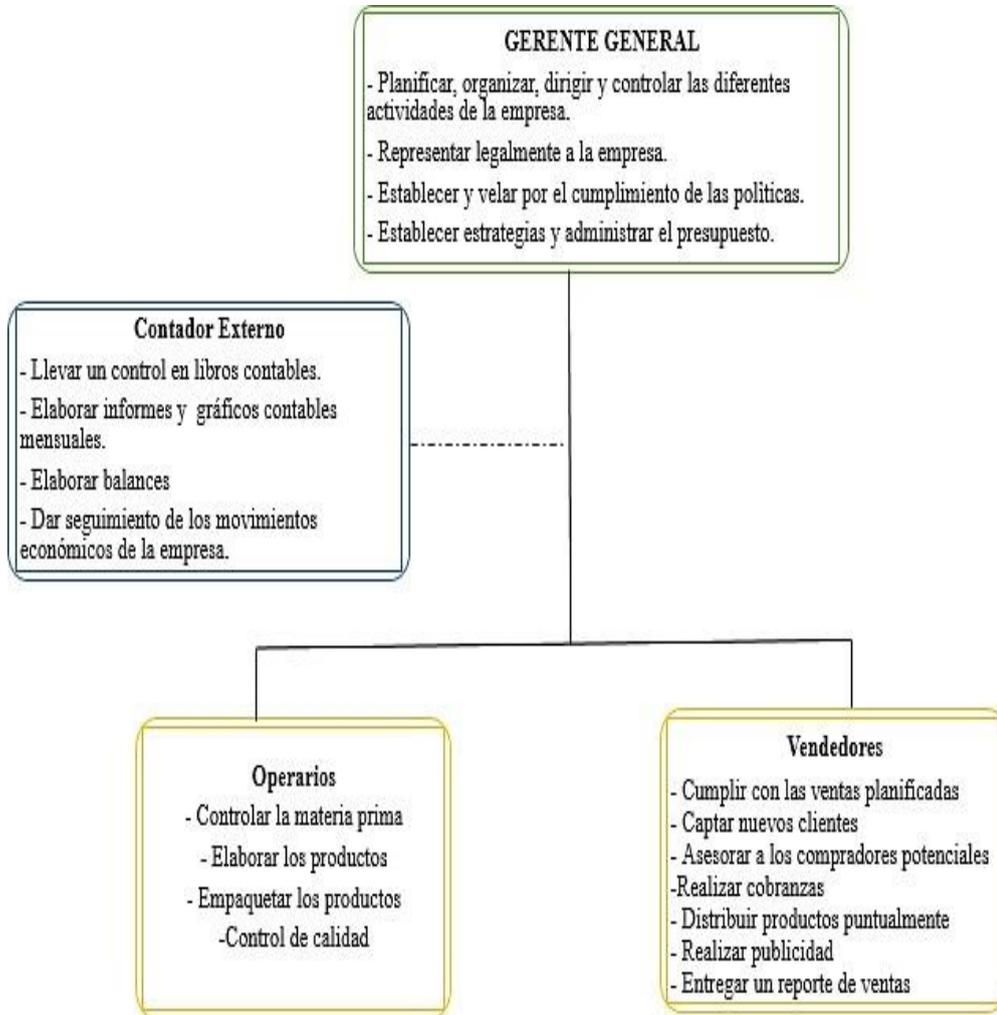 GERENTE GENERAL
- Planificar, organizar, dirigir y controlar las diferentes
actividades de la empresa.
- Representar legalmente a la empresa.
- Establecer y velar por el cumplimiento de las políticas.
- Establecer estrategias y administrar el presupuesto.
Contador Externo
- Llevar un control en libros contables.
- Elaborar informes y gráficos contables
mensuales.
- Elaborar balances
- Dar seguimiento de los movimientos
económicos de la empresa.
Operarios
- Controlar la materia prima
- Elaborar los productos
- Empaquetar los productos
-Control de calidad
Vendedores
- Cumplir con las ventas planificadas
- Captar nuevos clientes
- Asesorar a los compradores potenciales
-Realizar cobranzas
- Distribuir productos puntualmente
- Realizar publicidad
- Entregar un reporte de ventas